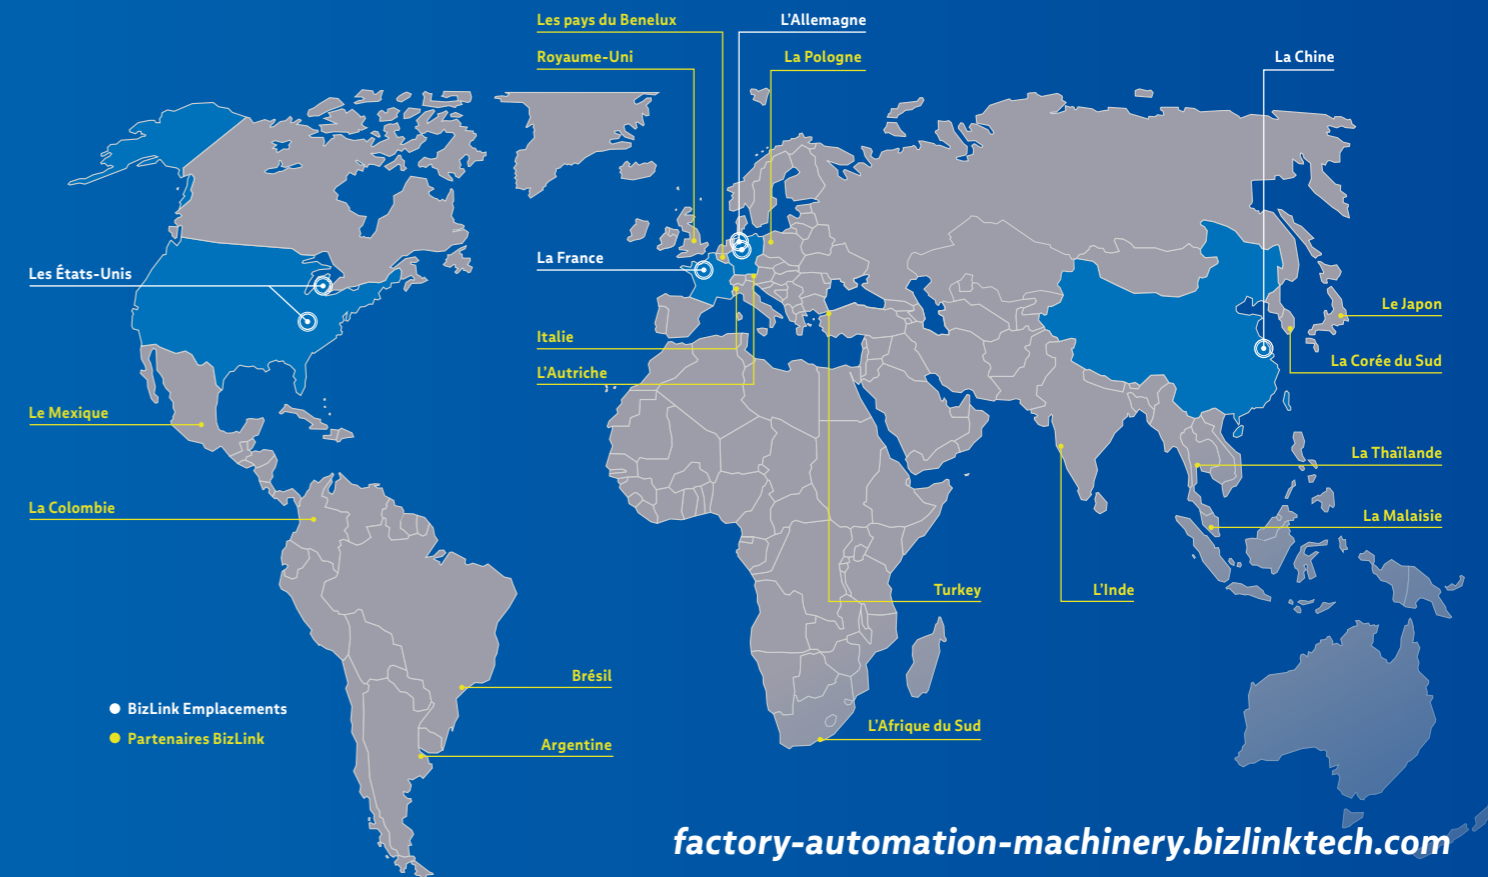 Les pays du Benelux
L'Allemagne
Royaume-Uni
La Pologne
La Chine
La France
Les États-Unis
Le Japon
Italie
La Corée du Sud
L'Autriche
Le Mexique
La Thaïlande
La Colombie
La Malaisie
Turkey
L'Inde
Brésil
BizLink Emplacements
L'Afrique du Sud
Partenaires BizLink
Argentine
factory-automation-machinery.bizlinktech.com